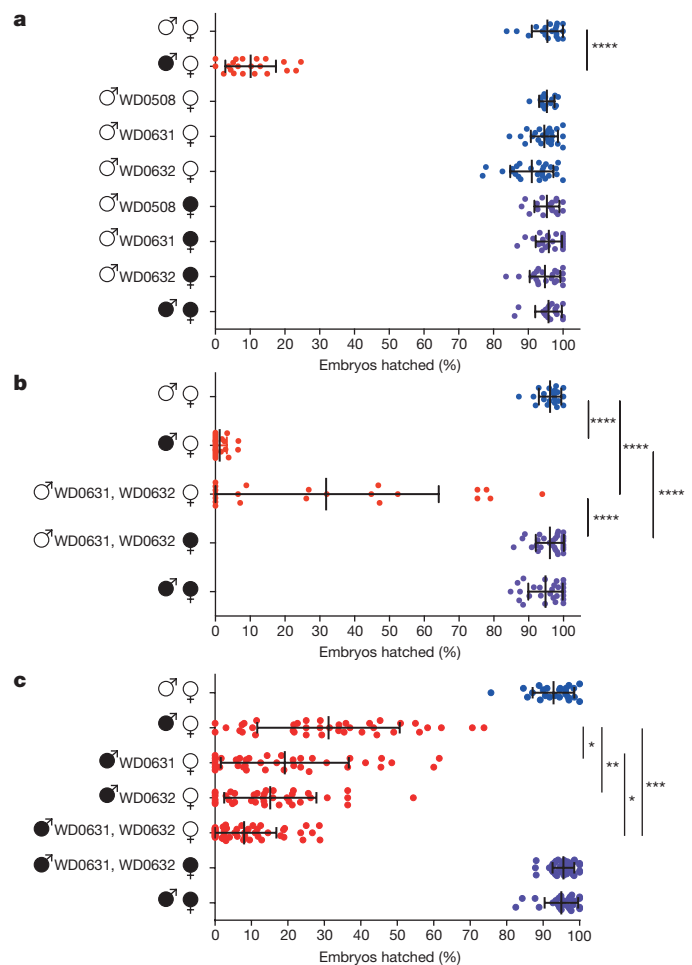 a
♂ ♀
****
♂ ♀
♂WD0508 ♀
♂WD0631 ♀
♂WD0632 ♀
♂WD0508 ♀
♂WD0631 ♀
♂WD0632 ♀
♂ ♀
0 10 20 30 40 50 60 70 80 90 100
Embryos hatched (%)
b
♂ ♀
****
♂ ♀
****
****
♂WD0631, WD0632 ♀
****
♂WD0631, WD0632 ♀
♂ ♀
0 10 20 30 40 50 60 70 80 90 100
Embryos hatched (%)
c
♂ ♀
♂ ♀
*
♂WD0631 ♀
**
***
♂WD0632 ♀
*
♂WD0631, WD0632 ♀
♂WD0631, WD0632 ♀
♂ ♀
0 10 20 30 40 50 60 70 80 90 100
Embryos hatched (%)